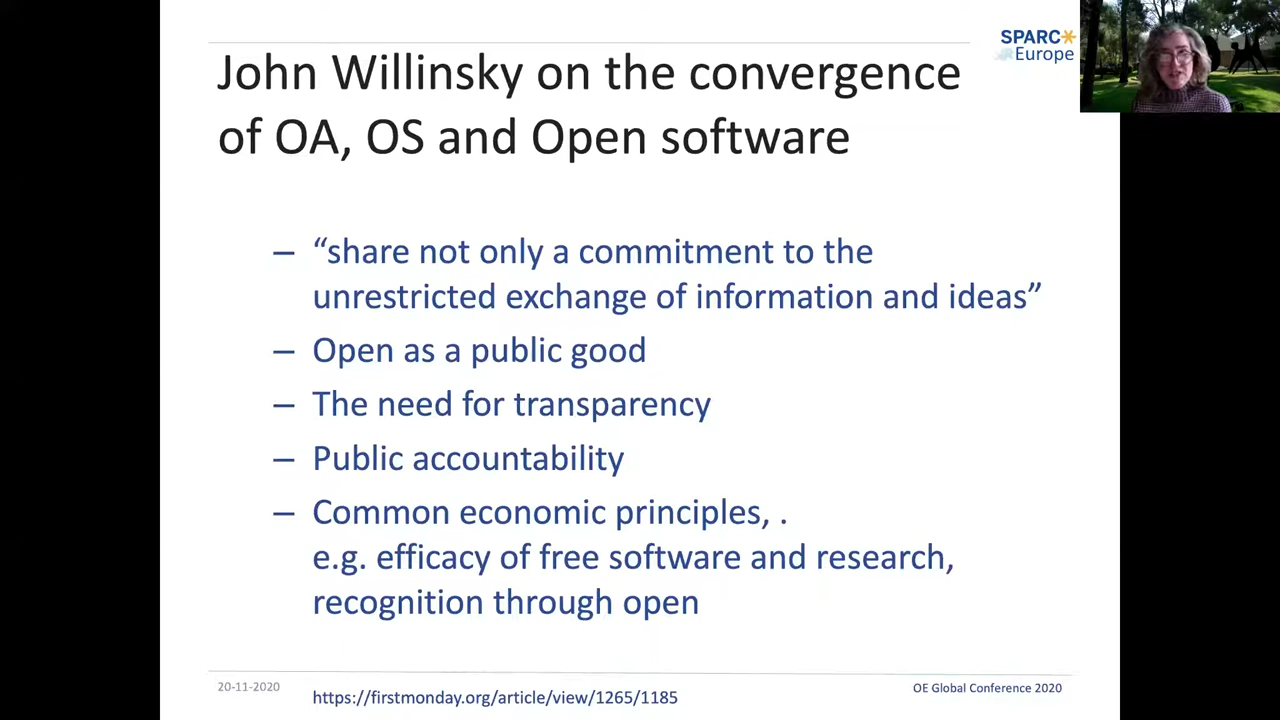 SPARC
Europe
John Willinsky on the convergence
of OA, OS and Open software
– “share not only a commitment to the
unrestricted exchange of information and ideas”
– Open as a public good
– The need for transparency
– Public accountability
– Common economic principles, .
e.g. efficacy of free software and research,
recognition through open
20-11-2020
https://firstmonday.org/article/view/1265/1185
OE Global Conference 2020